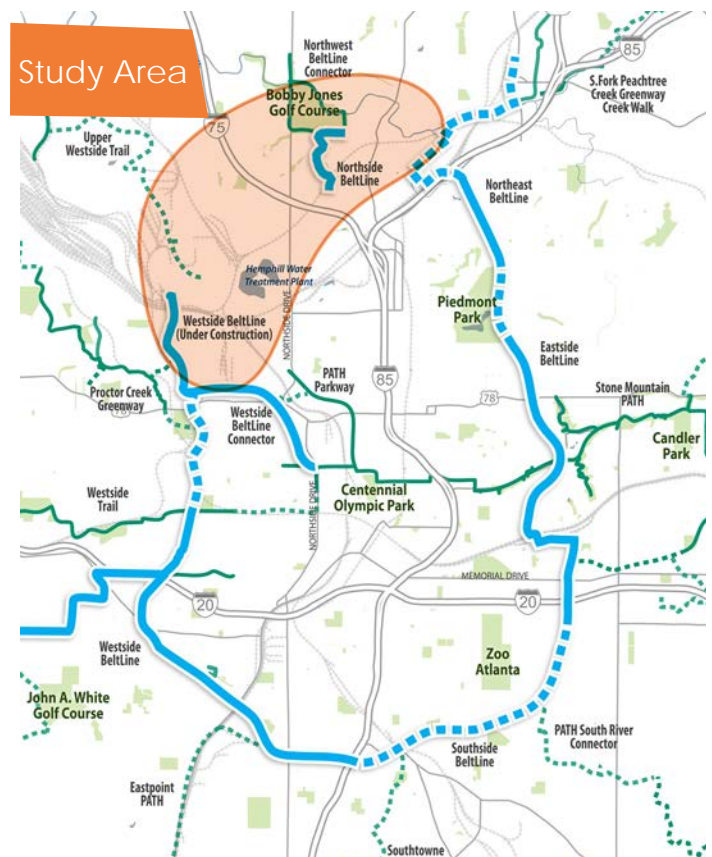 Study Area
Northwest
BeltLine
Connector
85
S.Fork Peachtree
Creek Greenway
Creek Walk
Bobby Jones
Golf Course
75
Upper
Westside Trail
Northside
BeltLine
Northeast
BeltLine
Hemphill Water
Treatment Plant
Piedmont
Park
Westside BeltLine
(Under Construction)
NORTHSIDE DRIVE
Eastside
BeltLine
PATH
Parkway
85
Stone Mountain
PATH
78
Proctor Creek
Greenway
78
Westside
BeltLine
Connector
Candler
Park
Westside
Trail
Centennial
Olympic Park
NORTHSIDE DRIVE
MEMORIAL DRIVE
20
20
Westside
BeltLine
Zoo
Atlanta
John A. White
Golf Course
PATH South River
Connector
Southside
BeltLine
Eastpoint
PATH
Southtowne